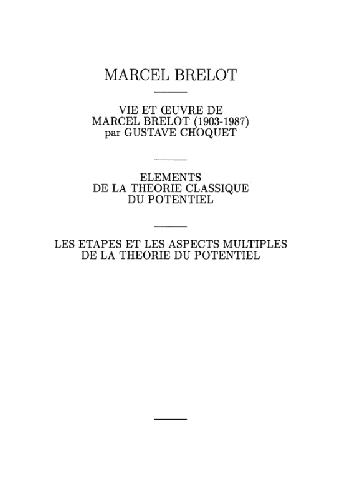 MARCEL BRELOT
VIE ET ŒUVRE DE
MARCEL BRELOT (1903-1987)
par GUSTAVE CHOQUET
ELEMENTS
DE LA THEORIE CLASSIQUE
DU POTENTIEL
LES ETAPES ET LES ASPECTS MULTIPLES
DE LA THEORIE DU POTENTIEL